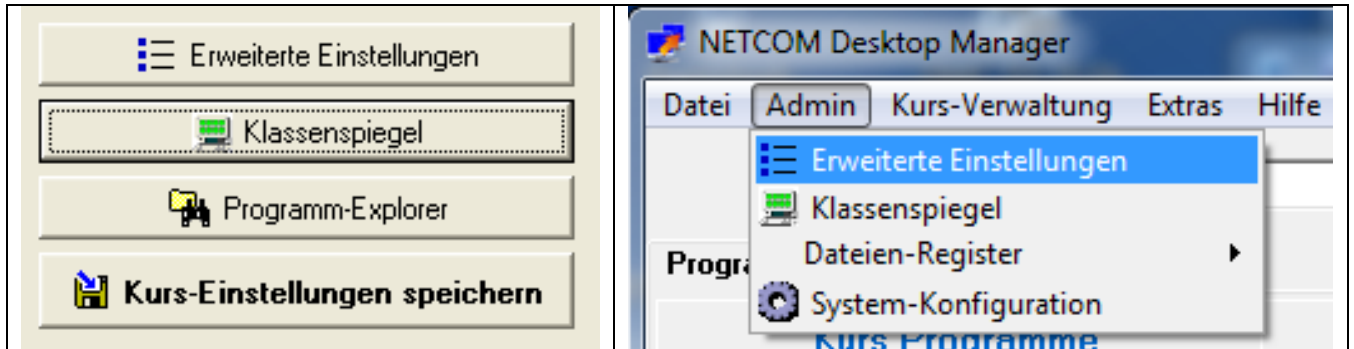 Erweiterte Einstellungen
Klassenspiegel
Programm-Explorer
Kurs-Einstellungen speichern
NETCOM Desktop Manager
Datei Admin Kurs-Verwaltung Extras Hilfe
Erweiterte Einstellungen
Klassenspiegel
Dateien-Register
Progra
System-Konfiguration
Kurs Programme